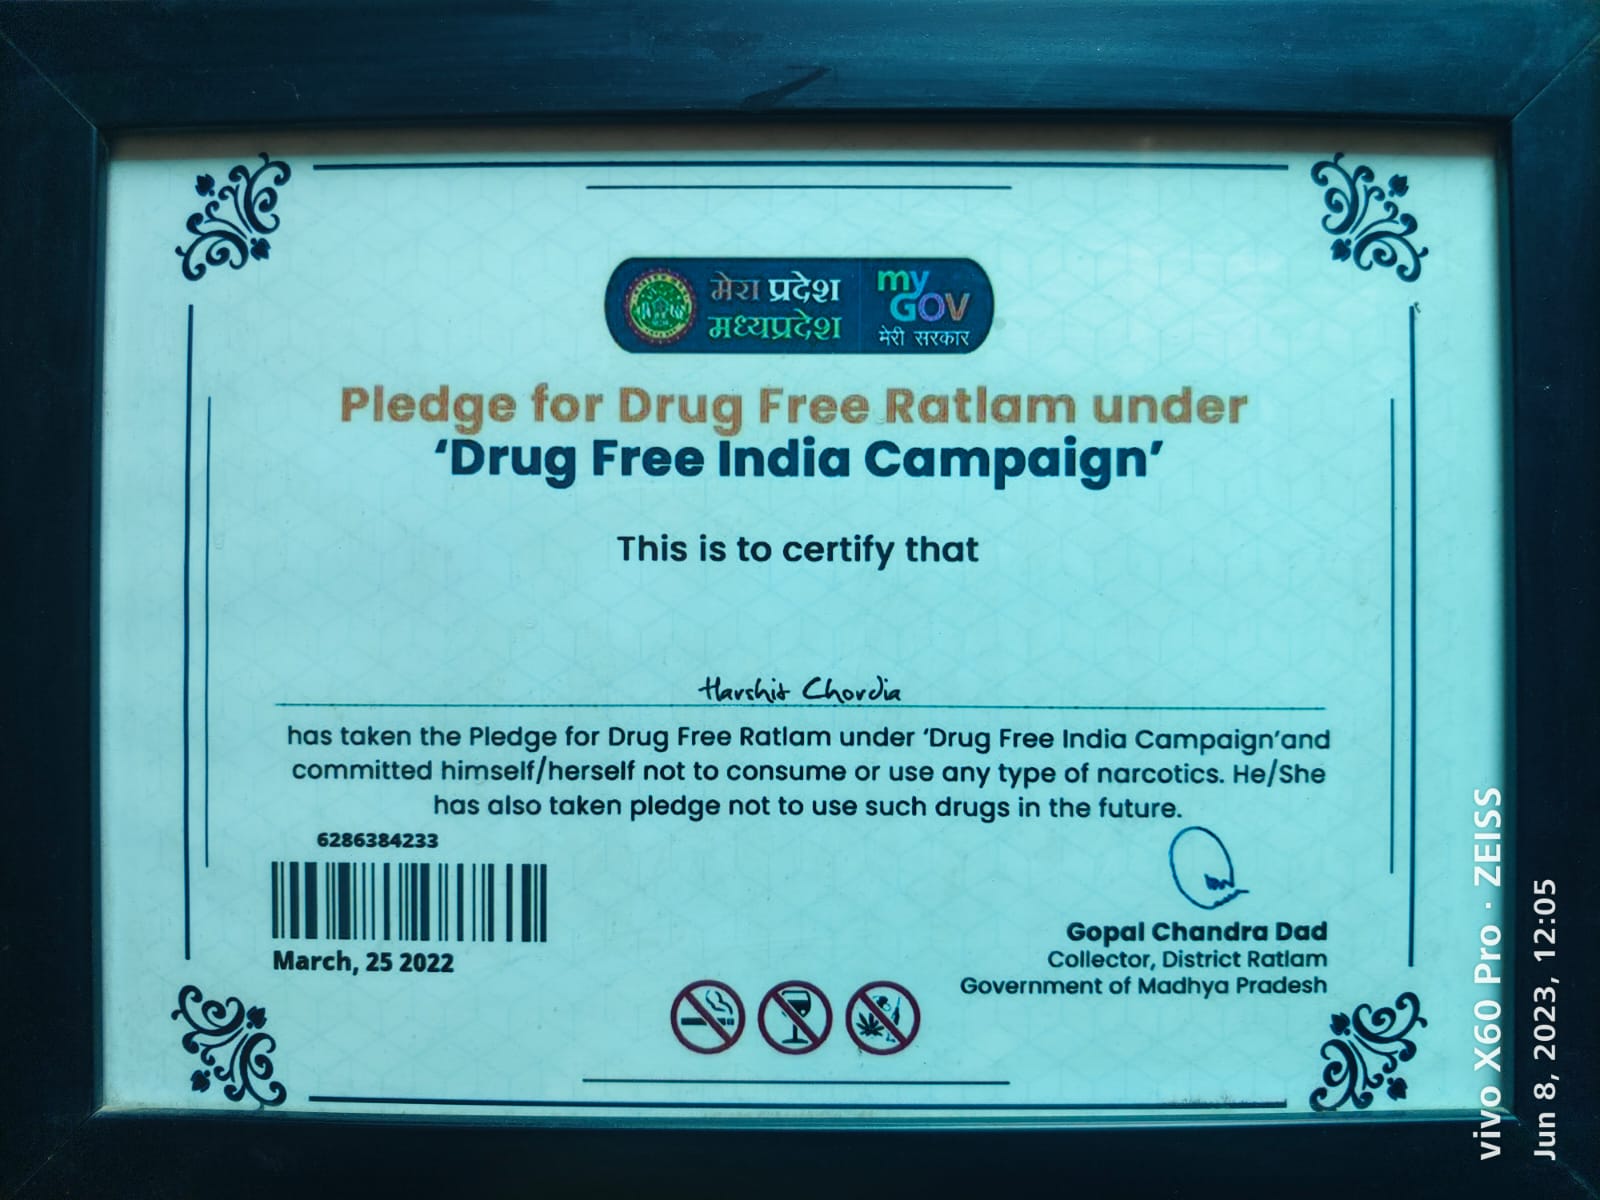 मेरा प्रदेश
मध्यप्रदेश
my
GOV
मेरी सरकार
Pledge for Drug Free Ratlam under
‘Drug Free India Campaign’
This is to certify that
Harshit Chordia
has taken the Pledge for Drug Free Ratlam under ‘Drug Free India Campaign’and
committed himself/herself not to consume or use any type of narcotics. He/She
has also taken pledge not to use such drugs in the future.
6286384233
March, 25 2022
Gopal Chandra Dad
Collector, District Ratlam
Government of Madhya Pradesh
vivo X60 Pro · ZEISS
Jun 8, 2023, 12:05